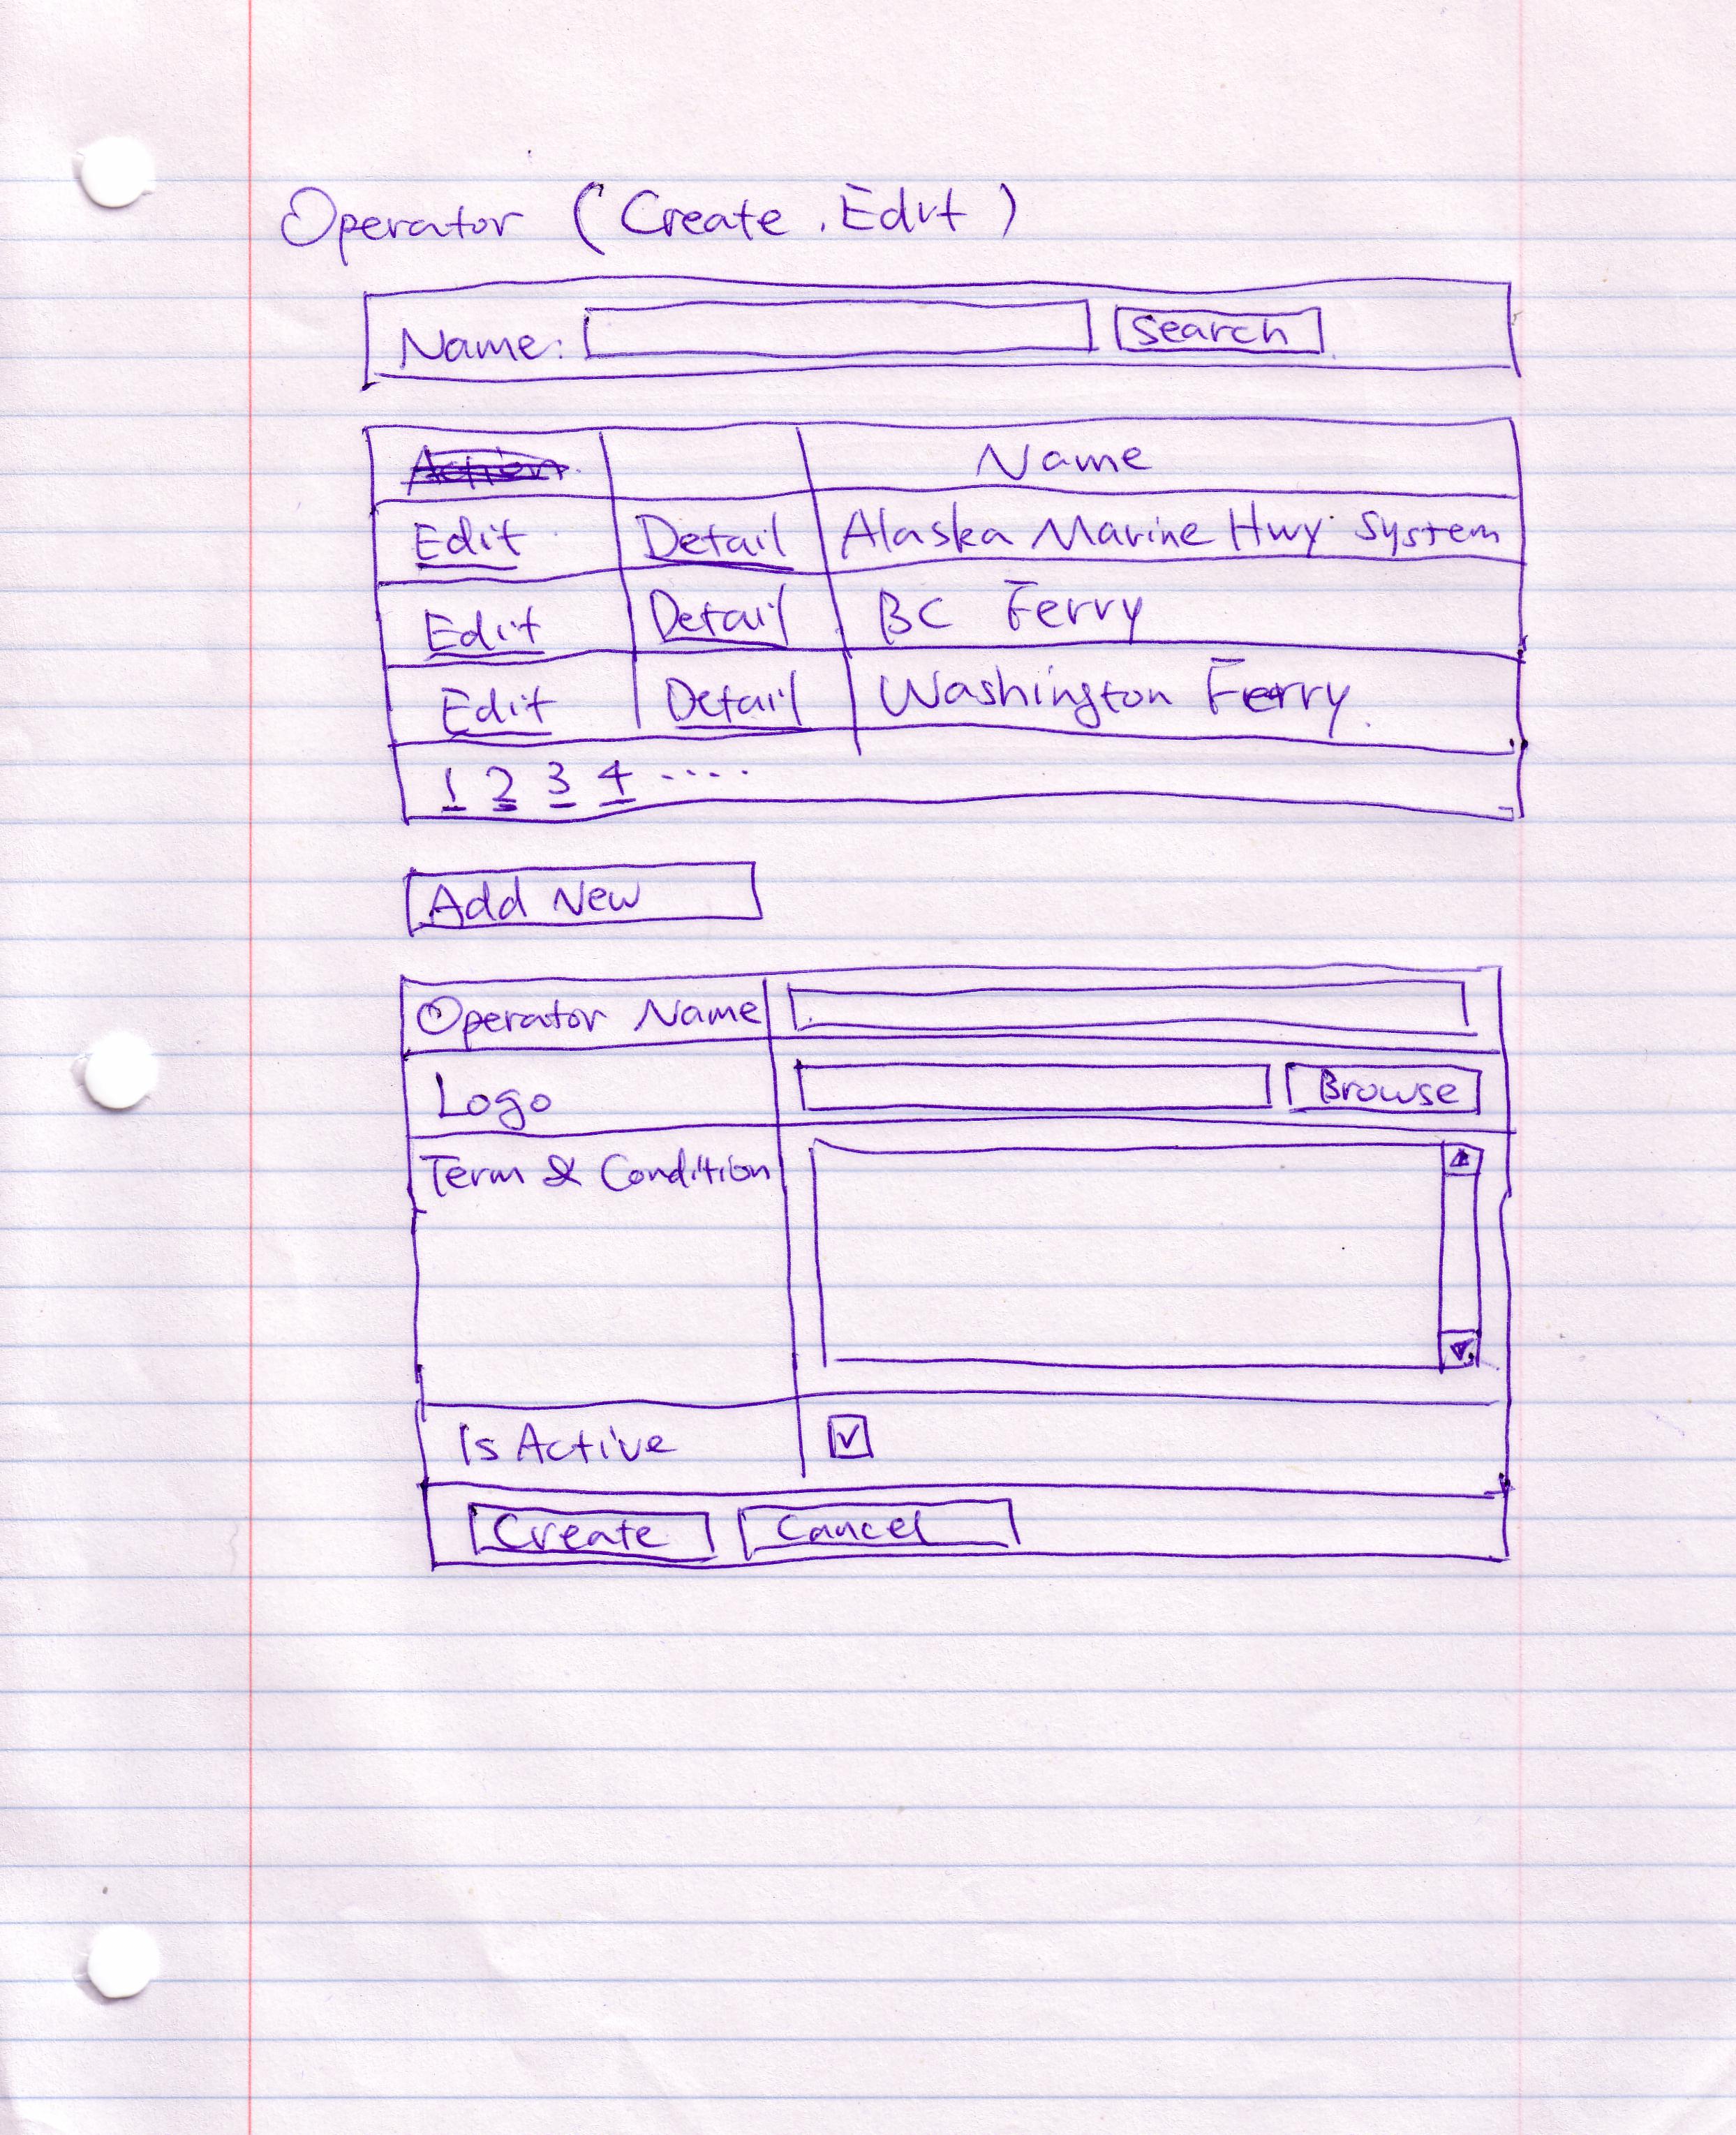 Operator (Create, Edit)
Name: Search
Action Name
Edit Detail Alaska Marine Hwy System
Edit Detail BC Ferry
Edit Detail Washington Ferry
1 2 3 4 ....
Add New
Operator Name
Logo Browse
Term & Condition
Is Active
Create Cancel